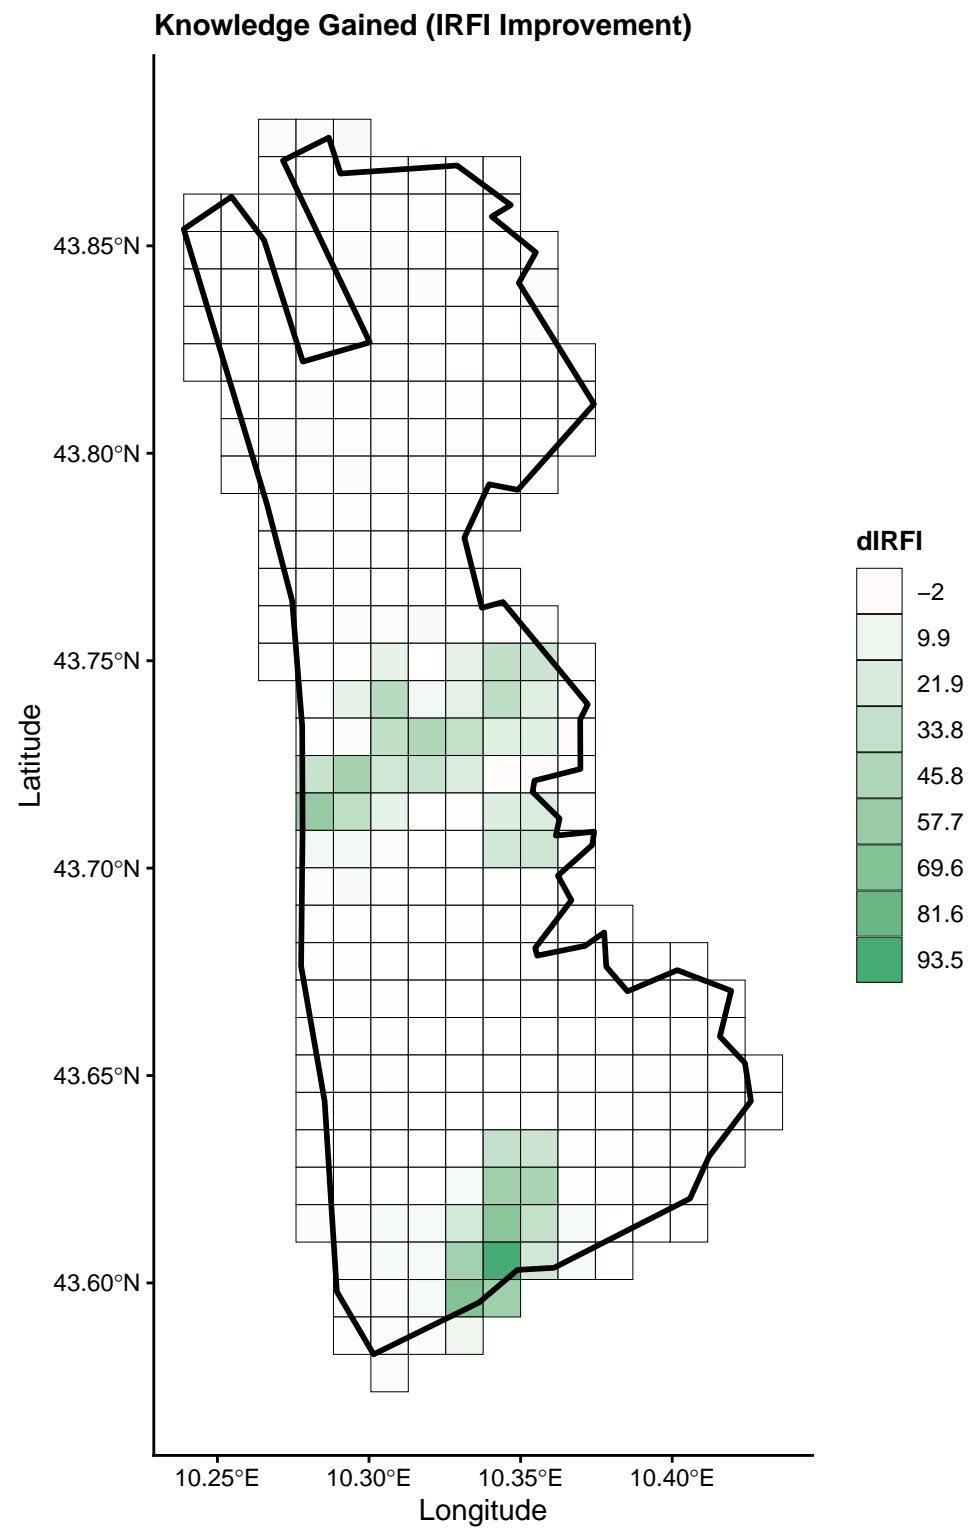 Knowledge Gained (IRFI Improvement)
43.85°N
43.80°N
43.75°N
43.70°N
43.65°N
43.60°N
Latitude
10.25°E 10.30°E 10.35°E 10.40°E
Longitude
dIRFI
−2
9.9
21.9
33.8
45.8
57.7
69.6
81.6
93.5